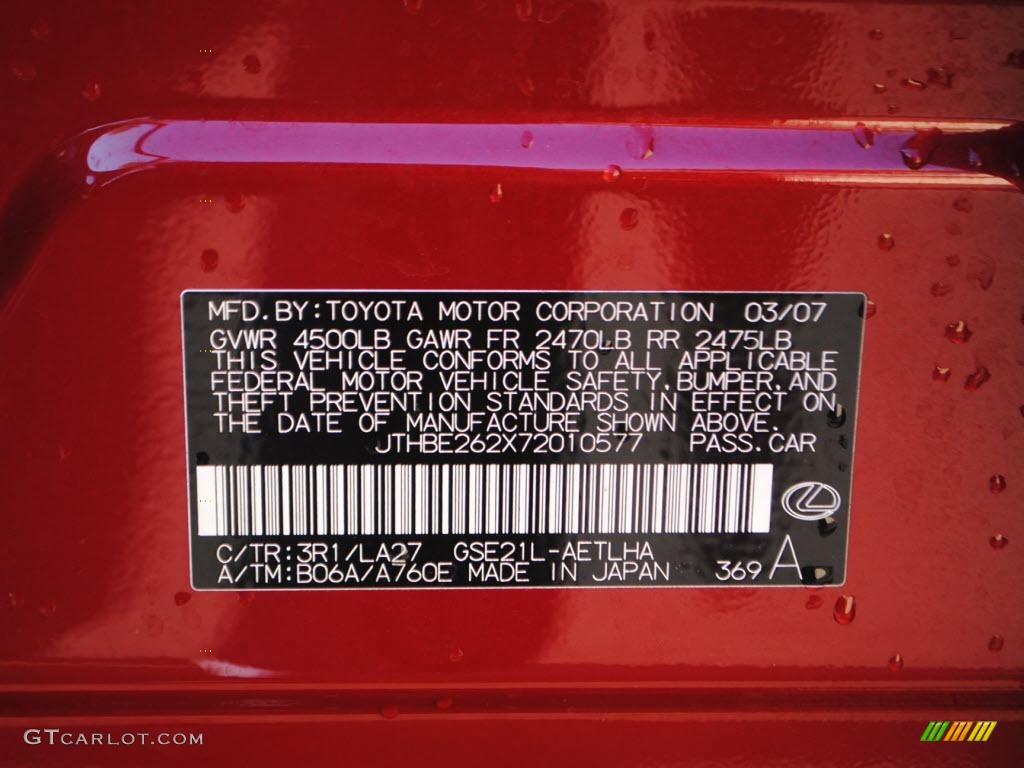 MFD. BY: TOYOTA MOTOR CORPORATION 03/07
GVWR 4500LB GAWR FR 2470LB RR 2475LB
THIS VEHICLE CONFORMS TO ALL APPLICABLE
FEDERAL MOTOR VEHICLE SAFETY, BUMPER, AND
THEFT PREVENTION STANDARDS IN EFFECT ON
THE DATE OF MANUFACTURE SHOWN ABOVE.
JTHBE262X72010577 PASS. CAR
C/TR: 3R1/LA27 GSE21L-AETLHA
A/TM: B06A/A760E MADE IN JAPAN 369 A
GTCARLOT.COM